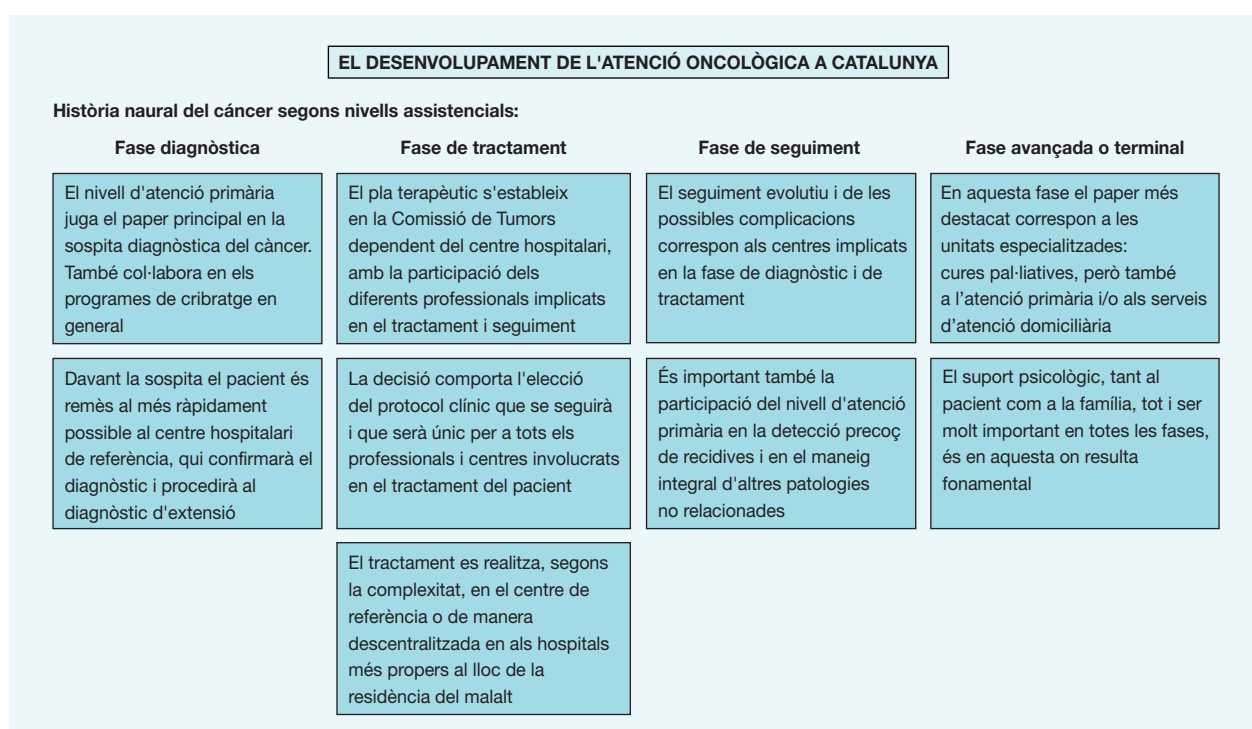 EL DESENVOLUPAMENT DE L'ATENCIÓ ONCOLÒGICA A CATALUNYA
Història naural del cáncer segons nivells assistencials:
Fase diagnòstica
El nivell d'atenció primària
juga el paper principal en la
sospita diagnòstica del càncer.
També col·labora en els
programes de cribratge en
general
Davant la sospita el pacient és
remès al més ràpidament
possible al centre hospitalari
de referència, qui confirmarà el
diagnòstic i procedirà al
diagnòstic d'extensió
Fase de tractament
El pla terapèutic s'estableix
en la Comissió de Tumors
dependent del centre hospitalari,
amb la participació dels
diferents professionals implicats
en el tractament i seguiment
La decisió comporta l'elecció
del protocol clínic que se seguirà
i que serà únic per a tots els
professionals i centres involucrats
en el tractament del pacient
El tractament es realitza, segons
la complexitat, en el centre de
referència o de manera
descentralitzada en als hospitals
més propers al lloc de la
residència del malalt
Fase de seguiment
El seguiment evolutiu i de les
possibles complicacions
correspon als centres implicats
en la fase de diagnòstic i de
tractament
És important també la
participació del nivell d'atenció
primària en la detecció precoç
de recidives i en el maneig
integral d'altres patologies
no relacionades
Fase avançada o terminal
En aquesta fase el paper més
destacat correspon a les
unitats especialitzades:
cures pal·liatives, però també
a l’atenció primària i/o als serveis
d’atenció domiciliària
El suport psicològic, tant al
pacient com a la família, tot i ser
molt important en totes les fases,
és en aquesta on resulta
fonamental